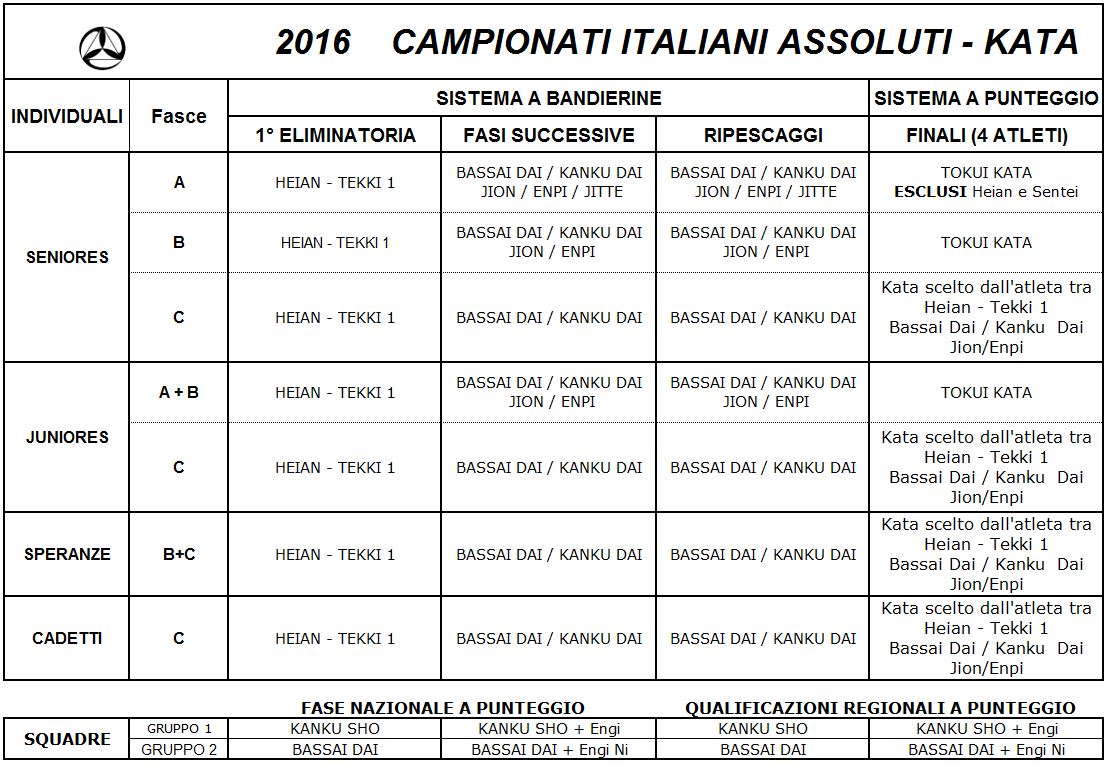 2016 CAMPIONATI ITALIANI ASSOLUTI - KATA
INDIVIDUALI Fasce SISTEMA A BANDIERINE SISTEMA A PUNTEGGIO
1° ELIMINATORIA FASI SUCCESSIVE RIPESCAGGI FINALI (4 ATLETI)
SENIORES
A HEIAN - TEKKI 1
BASSAI DAI / KANKU DAI
JION / ENPI / JITTE
BASSAI DAI / KANKU DAI
JION / ENPI / JITTE
TOKUI KATA
ESCLUSI Heian e Sentei
B HEIAN - TEKKI 1
BASSAI DAI / KANKU DAI
JION / ENPI
BASSAI DAI / KANKU DAI
JION / ENPI
TOKUI KATA
C HEIAN - TEKKI 1 BASSAI DAI / KANKU DAI BASSAI DAI / KANKU DAI
Kata scelto dall'atleta tra
Heian - Tekki 1
Bassai Dai / Kanku Dai
Jion/Enpi
JUNIORES
A + B HEIAN - TEKKI 1
BASSAI DAI / KANKU DAI
JION / ENPI
BASSAI DAI / KANKU DAI
JION / ENPI
TOKUI KATA
C HEIAN - TEKKI 1 BASSAI DAI / KANKU DAI BASSAI DAI / KANKU DAI
Kata scelto dall'atleta tra
Heian - Tekki 1
Bassai Dai / Kanku Dai
Jion/Enpi
SPERANZE B+C HEIAN - TEKKI 1 BASSAI DAI / KANKU DAI BASSAI DAI / KANKU DAI
Kata scelto dall'atleta tra
Heian - Tekki 1
Bassai Dai / Kanku Dai
Jion/Enpi
CADETTI C HEIAN - TEKKI 1 BASSAI DAI / KANKU DAI BASSAI DAI / KANKU DAI
Kata scelto dall'atleta tra
Heian - Tekki 1
Bassai Dai / Kanku Dai
Jion/Enpi
FASE NAZIONALE A PUNTEGGIO QUALIFICAZIONI REGIONALI A PUNTEGGIO
SQUADRE
GRUPPO 1 KANKU SHO KANKU SHO + Engi KANKU SHO KANKU SHO + Engi
GRUPPO 2 BASSAI DAI BASSAI DAI + Engi Ni BASSAI DAI BASSAI DAI + Engi Ni